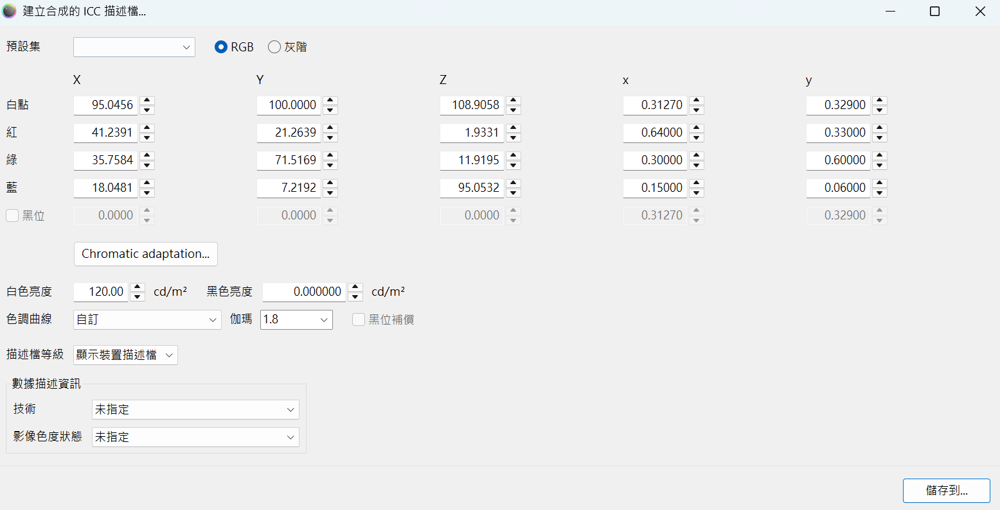 建立合成的 ICC 描述檔...
預設集 RGB 灰階
X Y Z x y
白點 95.0456 100.0000 108.9058 0.31270 0.32900
紅 41.2391 21.2639 1.9331 0.64000 0.33000
綠 35.7584 71.5169 11.9195 0.30000 0.60000
藍 18.0481 7.2192 95.0532 0.15000 0.06000
黑位 0.0000 0.0000 0.0000 0.31270 0.32900
Chromatic adaptation...
白色亮度 120.00 cd/m² 黑色亮度 0.000000 cd/m²
色調曲線 自訂 伽瑪 1.8 黑位補償
描述檔等級 顯示裝置描述檔
數據描述資訊
技術 未指定
影像色度狀態 未指定
儲存到...